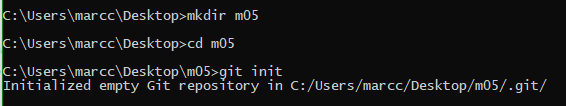 C:\Users\marcc\Desktop>mkdir m05
C:\Users\marcc\Desktop>cd m05
C:\Users\marcc\Desktop\m05>git init
Initialized empty Git repository in C:/Users/marcc/Desktop/m05/.git/